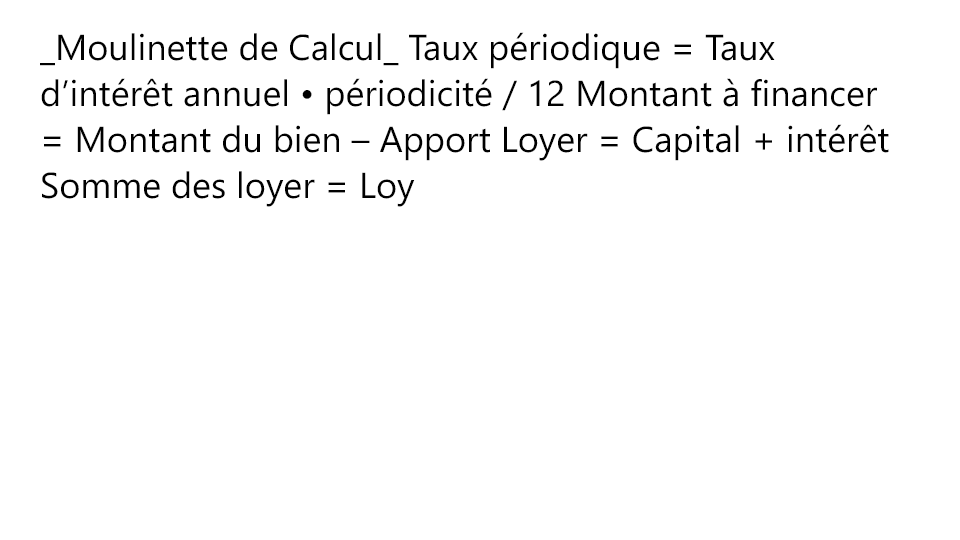 _Moulinette de Calcul_ Taux périodique = Taux
d’intérêt annuel • périodicité / 12 Montant à financer
= Montant du bien – Apport Loyer = Capital + intérêt
Somme des loyer = Loy